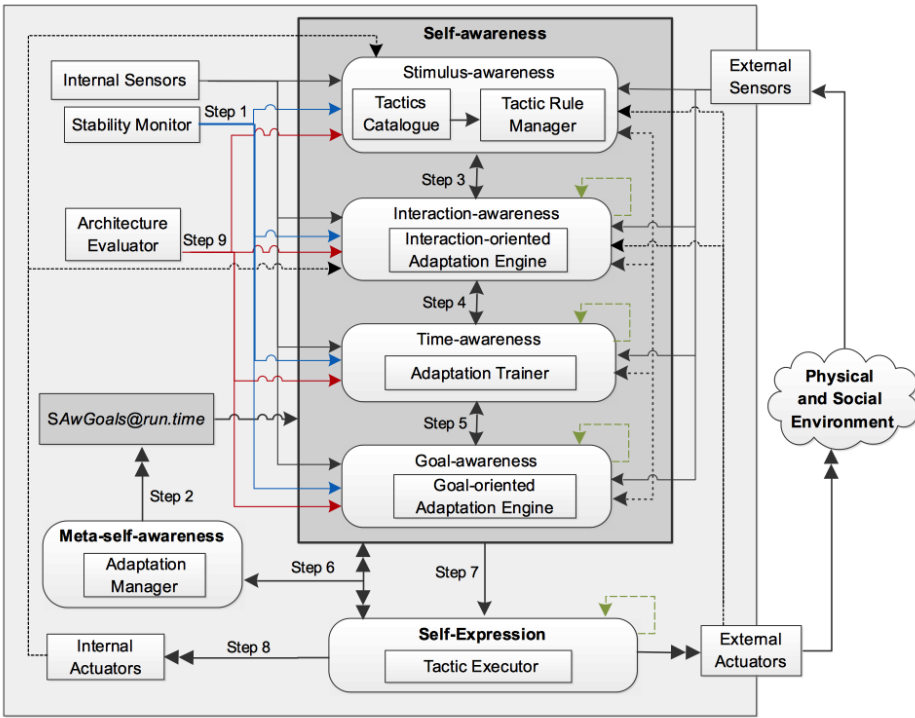 Self-awareness
Internal Sensors
Stimulus-awareness
External
Sensors
Step 1
Tactics
Catalogue
Tactic Rule
Manager
Stability Monitor
Step 3
Architecture
Evaluator
Step 9
Interaction-awareness
Interaction-oriented
Adaptation Engine
Step 4
Time-awareness
Adaptation Trainer
Physical
and Social
Environment
SAwGoals@run.time
Step 5
Goal-awareness
Goal-oriented
Adaptation Engine
Step 2
Meta-self-awareness
Adaptation
Manager
Step 6
Step 7
Self-Expression
Tactic Executor
Internal
Actuators
Step 8
External
Actuators